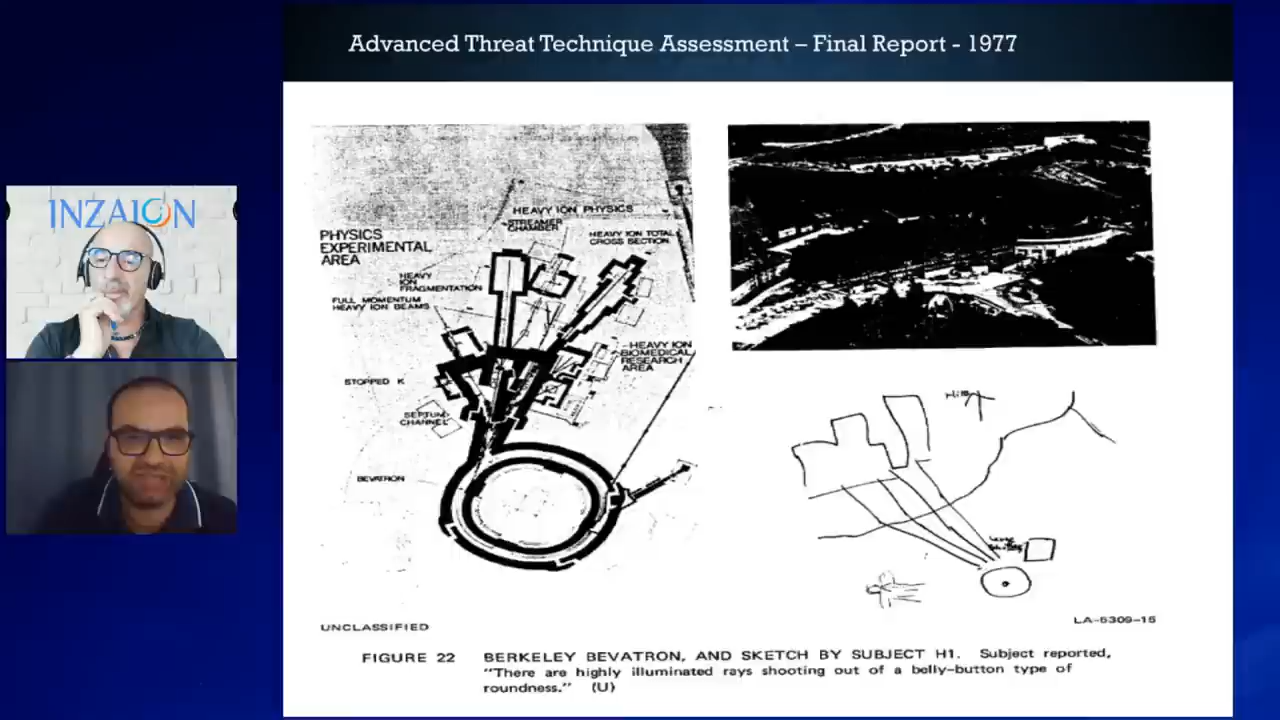 Advanced Threat Technique Assessment – Final Report - 1977
INZAION
PHYSICS
EXPERIMENTAL
AREA
HEAVY ION PHYSICS
STREAMER
CHAMBER
HEAVY ION TOTAL
CROSS SECTION
HEAVY
ION
FRAGMENTATION
FULL MOMENTUM
HEAVY ION BEAMS
HEAVY ION
BIOMEDICAL
RESEARCH
AREA
STOPPED K
SEPTUM
CHANNEL
BEVATRON
UNCLASSIFIED
LA-5309-15
FIGURE 22 BERKELEY BEVATRON, AND SKETCH BY SUBJECT H1. Subject reported,
"There are highly illuminated rays shooting out of a belly-button type of
roundness." (U)